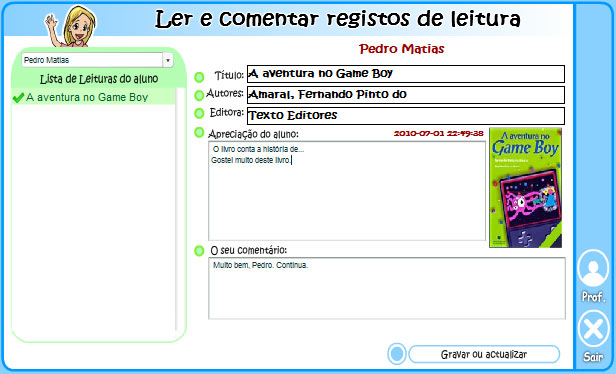 Ler e comentar registos de leitura
Pedro Matias
Pedro Matias
Lista de Leituras do aluno
A aventura no Game Boy
Título: A aventura no Game Boy
Autores: Amaral, Fernando Pinto do
Editora: Texto Editores
Apreciação do aluno: 2010-07-01 22:49:38
O livro conta a história de...
Gostei muito deste livro.
A aventura no
Game Boy
O seu comentário:
Muito bem, Pedro. Continua.
Prof.
Gravar ou actualizar
Sair